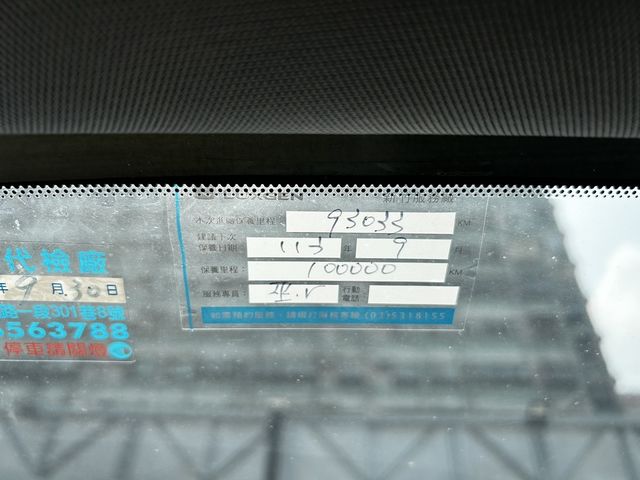 LUXGEN 新竹服務廠
本次進廠保養里程： 93033 KM
建議下次
保養日期： 113 年 9 月
保養里程： 100000 KM
服務專員： 行動
電話：
如需預約服務，請撥打服務專線 (03)5318155
代檢廠
年 9 月 30 日
路一段301巷8號
563788
停車請關燈